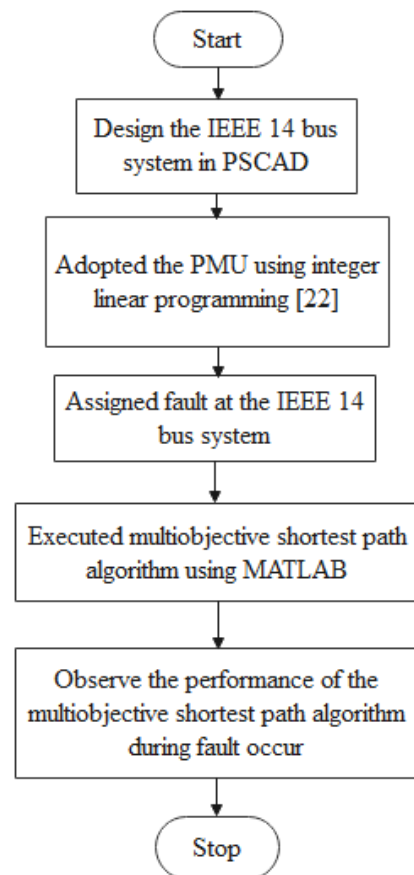 Start
Design the IEEE 14 bus
system in PSCAD
Adopted the PMU using integer
linear programming [22]
Assigned fault at the IEEE 14
bus system
Executed multiobjective shortest path
algorithm using MATLAB
Observe the performance of the
multiobjective shortest path algorithm
during fault occur
Stop